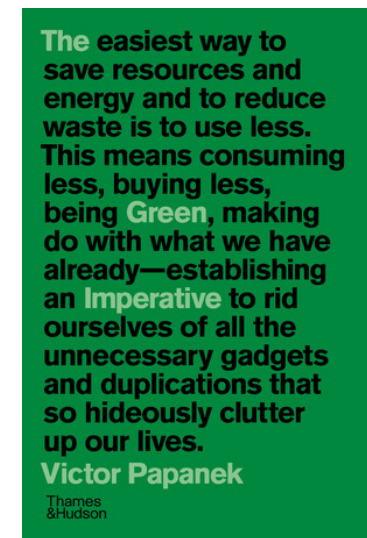 The easiest way to
save resources and
energy and to reduce
waste is to use less.
This means consuming
less, buying less,
being Green, making
do with what we have
already—establishing
an Imperative to rid
ourselves of all the
unnecessary gadgets
and duplications that
so hideously clutter
up our lives.
Victor Papanek
Thames
&Hudson